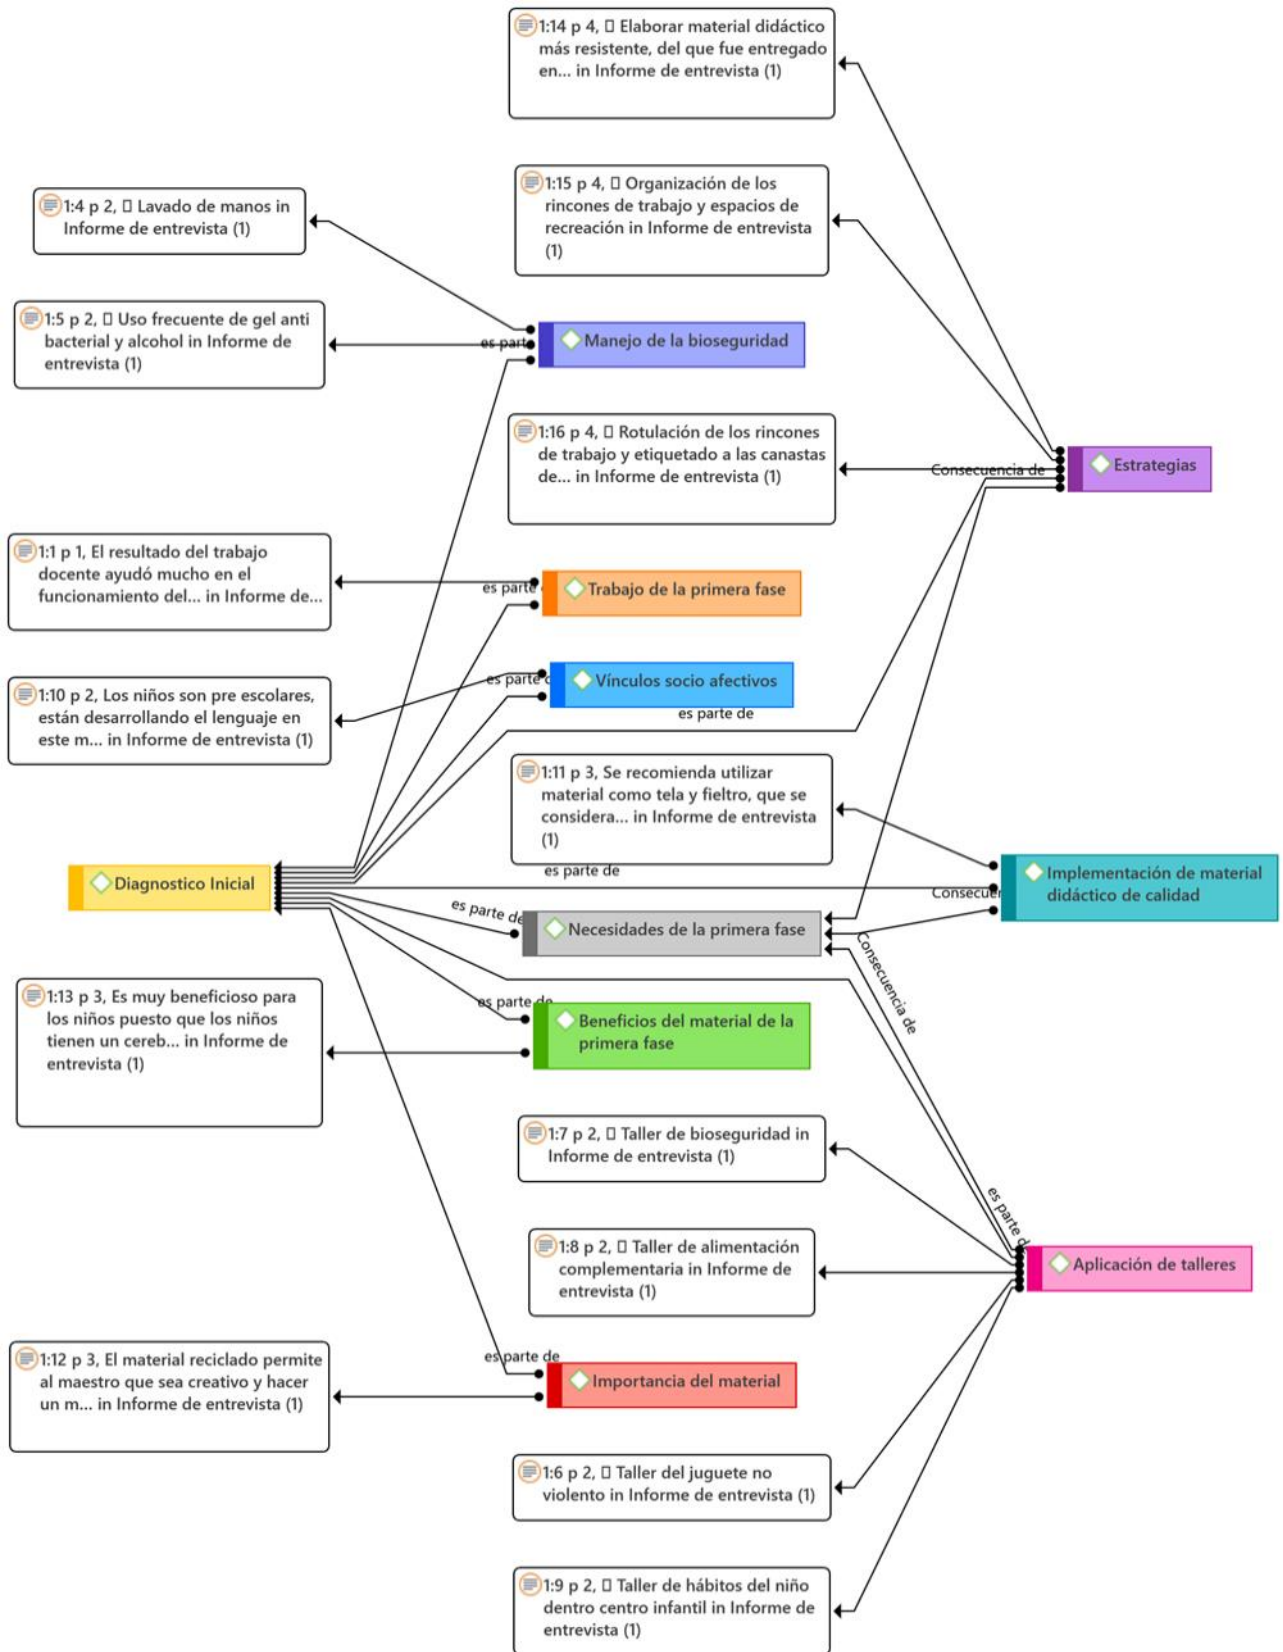 1:14 p 4, ▯ Elaborar material didáctico
más resistente, del que fue entregado
en... in Informe de entrevista (1)
1:15 p 4, ▯ Organización de los
rincones de trabajo y espacios de
recreación in Informe de entrevista
(1)
1:4 p 2, ▯ Lavado de manos in
Informe de entrevista (1)
1:5 p 2, ▯ Uso frecuente de gel anti
bacterial y alcohol in Informe de
entrevista (1)
es parte
Manejo de la bioseguridad
1:16 p 4, ▯ Rotulación de los rincones
de trabajo y etiquetado a las canastas
de... in Informe de entrevista (1)
Consecuencia de
Estrategias
1:1 p 1, El resultado del trabajo
docente ayudó mucho en el
funcionamiento del... in Informe de...
es parte
Trabajo de la primera fase
1:10 p 2, Los niños son pre escolares,
están desarrollando el lenguaje en
este m... in Informe de entrevista (1)
es parte
Vínculos socio afectivos
es parte de
1:11 p 3, Se recomienda utilizar
material como tela y fieltro, que se
considera... in Informe de entrevista
(1)
es parte de
Diagnostico Inicial
Implementación de material
didáctico de calidad
Consecuen
es parte de
Necesidades de la primera fase
Consecuencia de
1:13 p 3, Es muy beneficioso para
los niños puesto que los niños
tienen un cereb... in Informe de
entrevista (1)
es parte de
Beneficios del material de la
primera fase
1:7 p 2, ▯ Taller de bioseguridad in
Informe de entrevista (1)
es parte de
1:8 p 2, ▯ Taller de alimentación
complementaria in Informe de
entrevista (1)
Aplicación de talleres
1:12 p 3, El material reciclado permite
al maestro que sea creativo y hacer
un m... in Informe de entrevista (1)
es parte de
Importancia del material
1:6 p 2, ▯ Taller del juguete no
violento in Informe de entrevista (1)
1:9 p 2, ▯ Taller de hábitos del niño
dentro centro infantil in Informe de
entrevista (1)